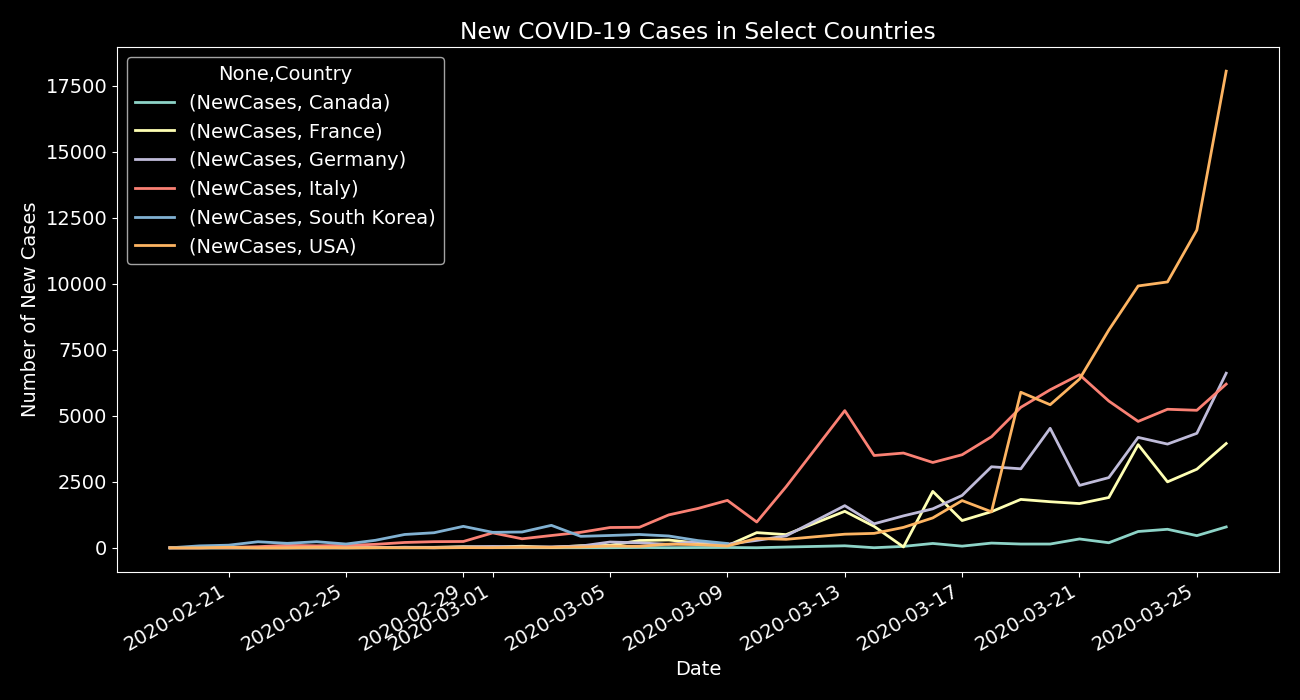 New COVID-19 Cases in Select Countries
None,Country
(NewCases, Canada)
(NewCases, France)
(NewCases, Germany)
(NewCases, Italy)
(NewCases, South Korea)
(NewCases, USA)
Number of New Cases
17500
15000
12500
10000
7500
5000
2500
0
2020-02-21
2020-02-25
2020-02-29
2020-03-01
2020-03-05
2020-03-09
2020-03-13
2020-03-17
2020-03-21
2020-03-25
Date